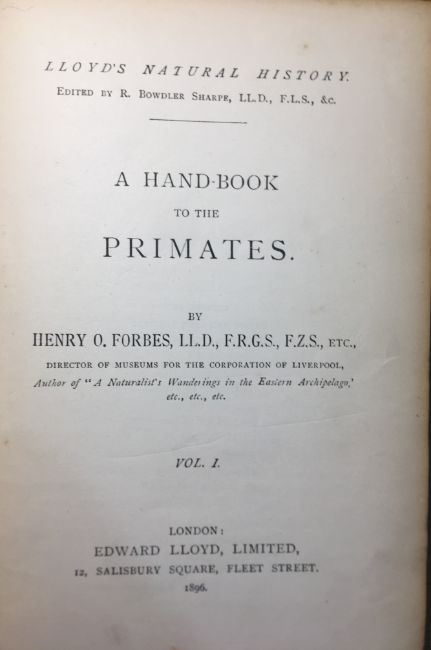 LLOYD'S NATURAL HISTORY.
EDITED BY R. BOWDLER SHARPE, LL.D., F.L.S., &c.
A HAND-BOOK
TO THE
PRIMATES.
BY
HENRY O. FORBES, LL.D., F.R.G.S., F.Z.S., ETC.,
DIRECTOR OF MUSEUMS FOR THE CORPORATION OF LIVERPOOL,
Author of "A Naturalist's Wanderings in the Eastern Archipelago,'
etc., etc., etc.
VOL. I.
LONDON:
EDWARD LLOYD, LIMITED,
12, SALISBURY SQUARE, FLEET STREET.
1896.